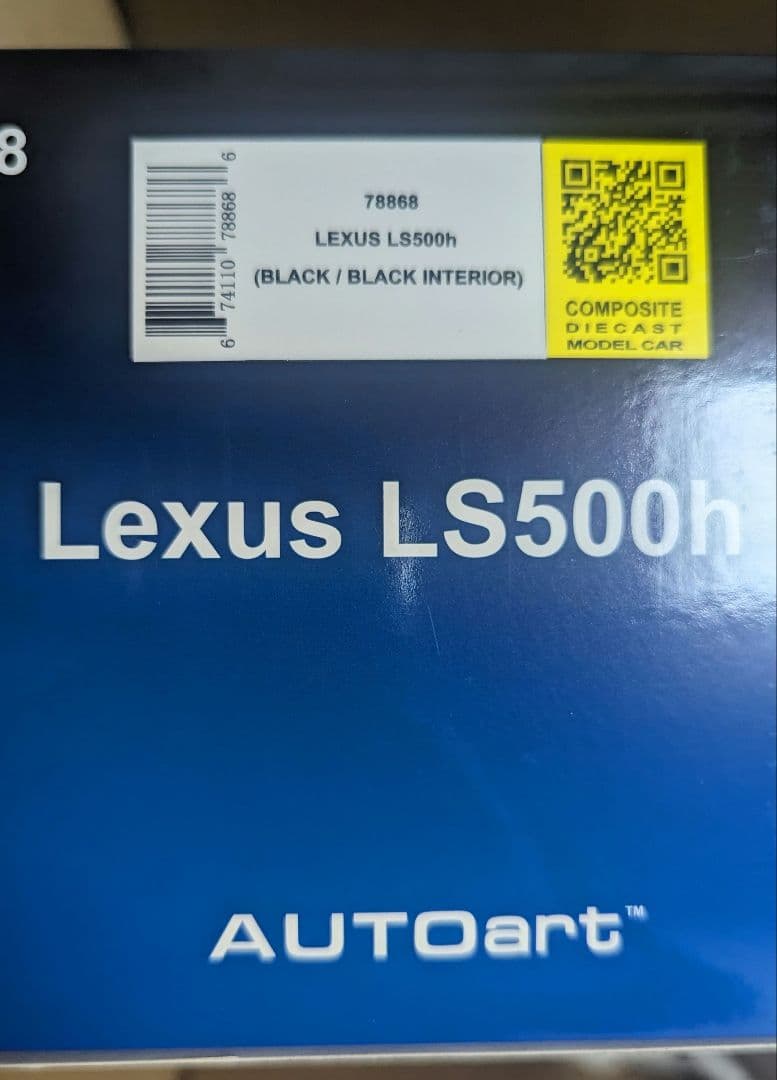 8
78868
LEXUS LS500h
(BLACK / BLACK INTERIOR)
6 74110 78868 6
COMPOSITE
DIECAST
MODEL CAR
Lexus LS500h
AUTOart™